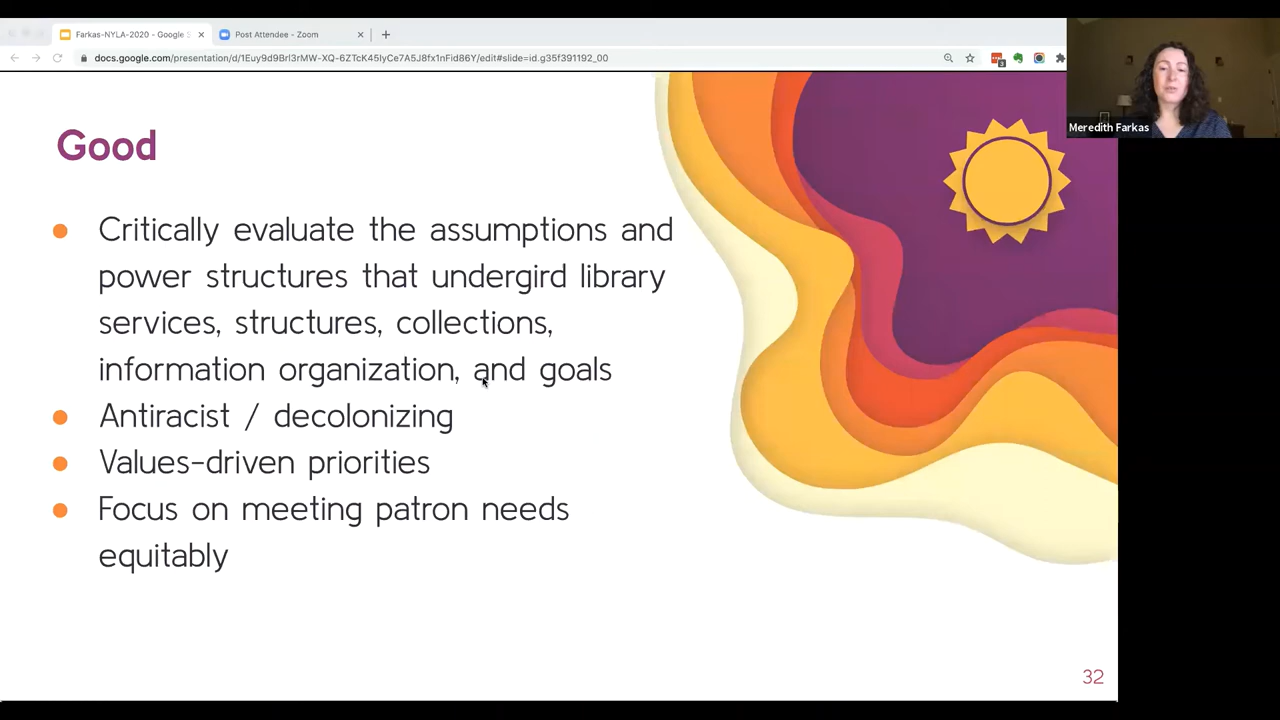 Farkas-NYLA-2020 - Google S
Post Attendee - Zoom
docs.google.com/presentation/d/1Euy9d9Brl3rMW-XQ-6ZTcK45IyCe7A5J8fx1nFid86Y/edit#slide=id.g35f391192_00
Meredith Farkas
Good
Critically evaluate the assumptions and
power structures that undergird library
services, structures, collections,
information organization, and goals
Antiracist / decolonizing
Values-driven priorities
Focus on meeting patron needs
equitably
32